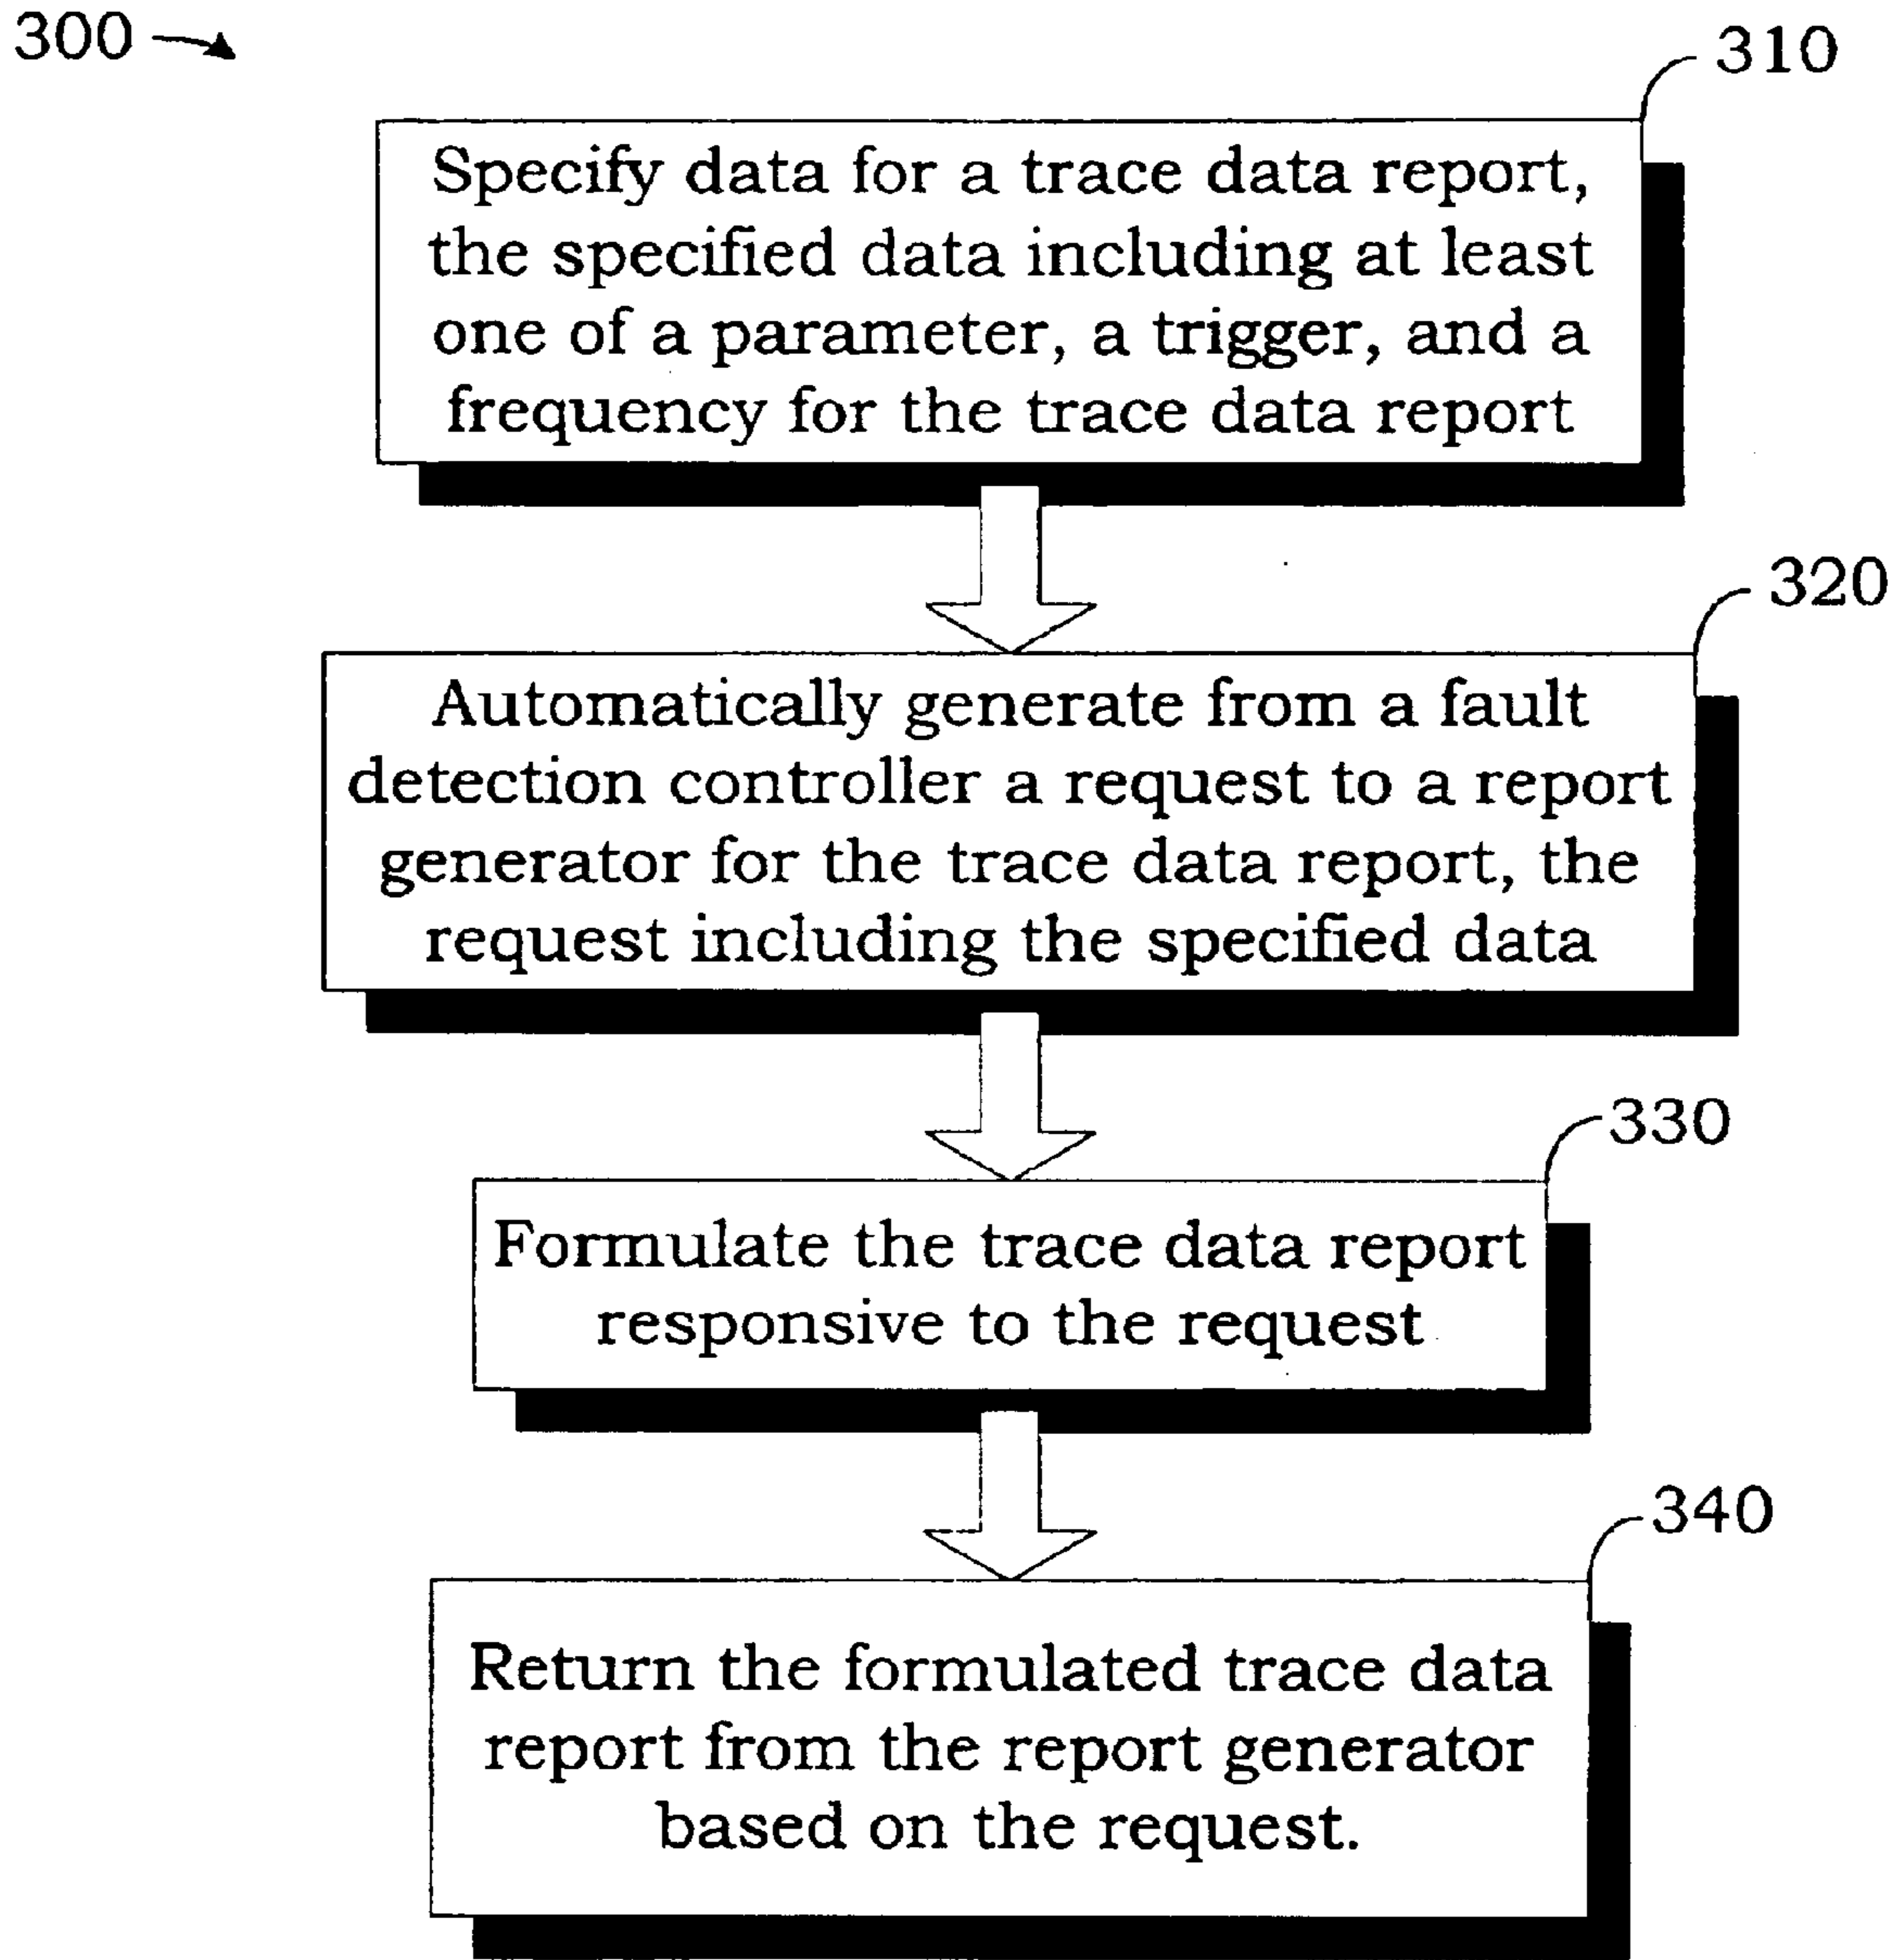 300
310
Specify data for a trace data report,
the specified data including at least
one of a parameter, a trigger, and a
frequency for the trace data report
320
Automatically generate from a fault
detection controller a request to a report
generator for the trace data report, the
request including the specified data
330
Formulate the trace data report
responsive to the request
340
Return the formulated trace data
report from the report generator
based on the request.